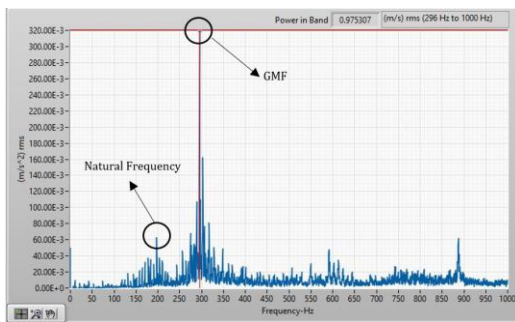 Power in Band 0.975307 (m/s) rms (296 Hz to 1000 Hz)
320.00E-3
300.00E-3
280.00E-3
260.00E-3
240.00E-3
220.00E-3
200.00E-3
180.00E-3
160.00E-3
140.00E-3
120.00E-3
100.00E-3
80.00E-3
60.00E-3
40.00E-3
20.00E-3
0.00E+0
(m/s^2) rms
GMF
Natural Frequency
0 50 100 150 200 250 300 350 400 450 500 550 600 650 700 750 800 850 900 950 1000
Frequency-Hz